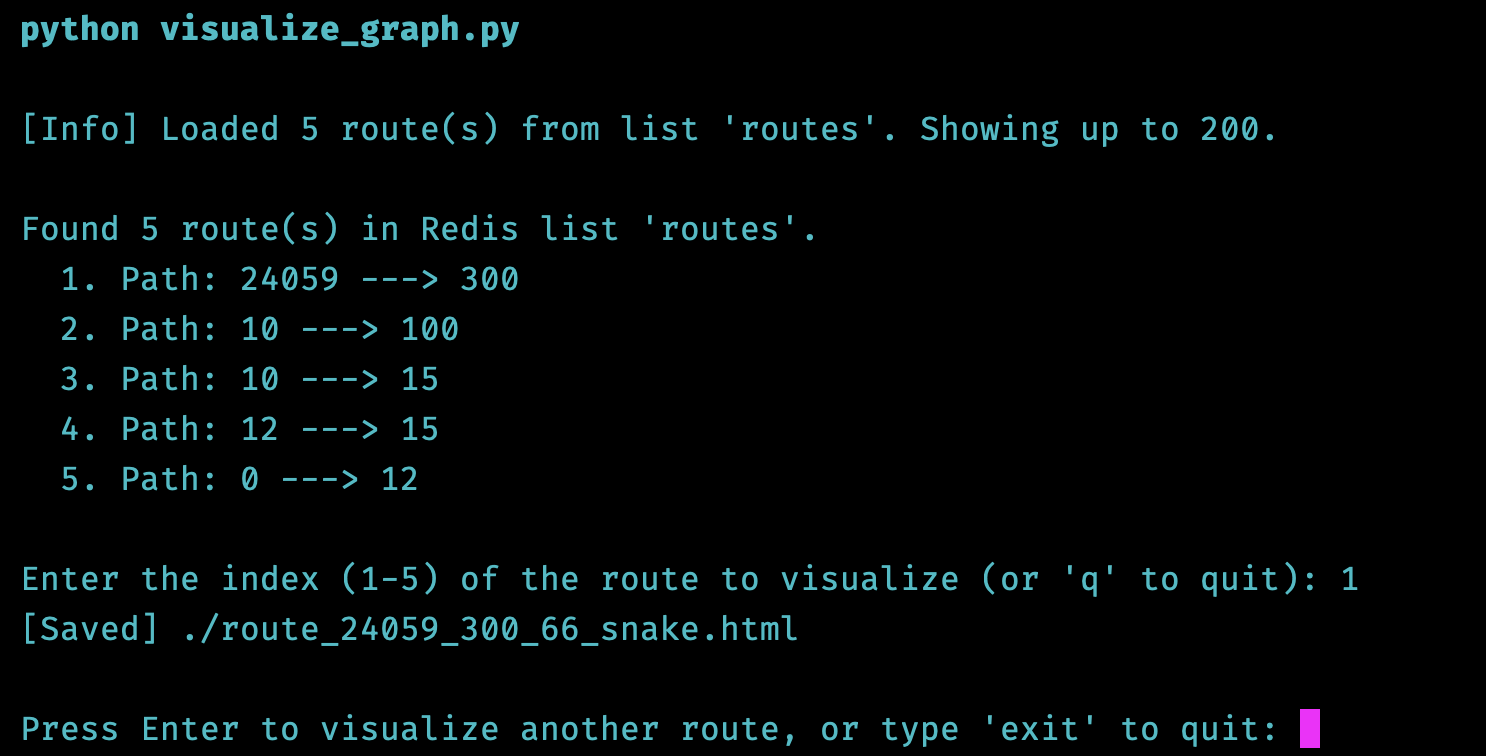 python visualize_graph.py
[Info] Loaded 5 route(s) from list 'routes'. Showing up to 200.
Found 5 route(s) in Redis list 'routes'.
1. Path: 24059 ---> 300
2. Path: 10 ---> 100
3. Path: 10 ---> 15
4. Path: 12 ---> 15
5. Path: 0 ---> 12
Enter the index (1-5) of the route to visualize (or 'q' to quit): 1
[Saved] ./route_24059_300_66_snake.html
Press Enter to visualize another route, or type 'exit' to quit: